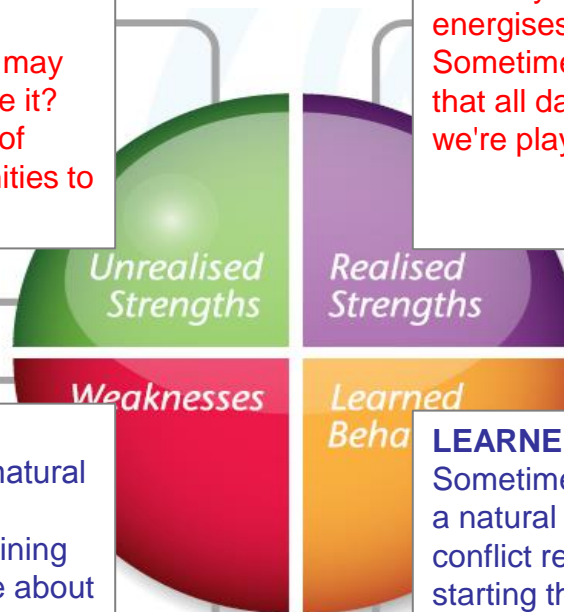 may
e it?
of
nities to
energises
Sometime
that all da
we're play
Unrealised
Strengths
Realised
Strengths
Weaknesses
Learned
Beha
natural
ining
e about
LEARNE
Sometime
a natural
conflict re
starting th